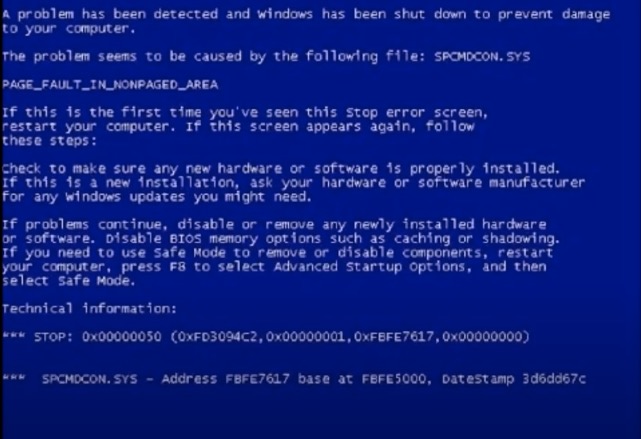 A problem has been detected and Windows has been shut down to prevent damage
to your computer.
The problem seems to be caused by the following file: SPCMDCON.SYS
PAGE_FAULT_IN_NONPAGED_AREA
If this is the first time you've seen this Stop error screen,
restart your computer. If this screen appears again, follow
these steps:
Check to make sure any new hardware or software is properly installed.
If this is a new installation, ask your hardware or software manufacturer
for any Windows updates you might need.
If problems continue, disable or remove any newly installed hardware
or software. Disable BIOS memory options such as caching or shadowing.
If you need to use Safe Mode to remove or disable components, restart
your computer, press F8 to select Advanced Startup Options, and then
select Safe Mode.
Technical information:
*** STOP: 0x00000050 (0xFD3094C2,0x00000001,0xFBFE7617,0x00000000)
*** SPCMDCON.SYS - Address FBFE7617 base at FBFE5000, DateStamp 3d6dd67c